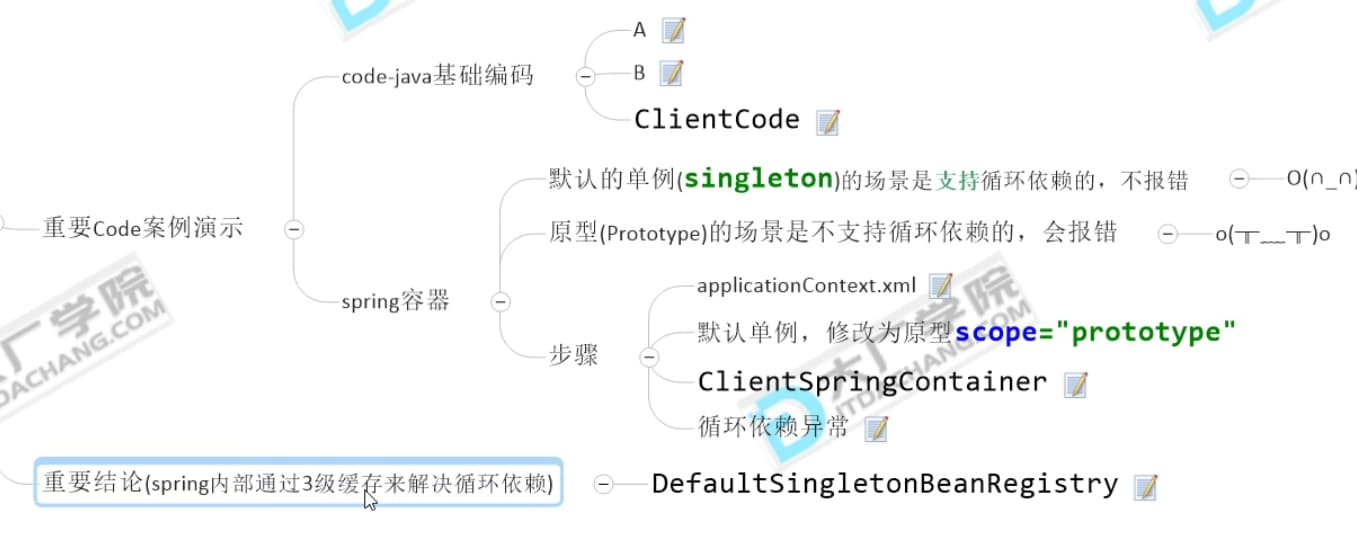 A
code-java基础编码
B
ClientCode
默认的单例(singleton)的场景是支持循环依赖的，不报错
O(∩_∩)
重要Code案例演示
原型(Prototype)的场景是不支持循环依赖的，会报错
o(╥﹏╥)o
spring容器
applicationContext.xml
默认单例，修改为原型scope="prototype"
步骤
ClientSpringContainer
循环依赖异常
重要结论(spring内部通过3级缓存来解决循环依赖)
DefaultSingletonBeanRegistry
厂学院
DACHANG.COM
大厂学院
ITDACHANG.COM